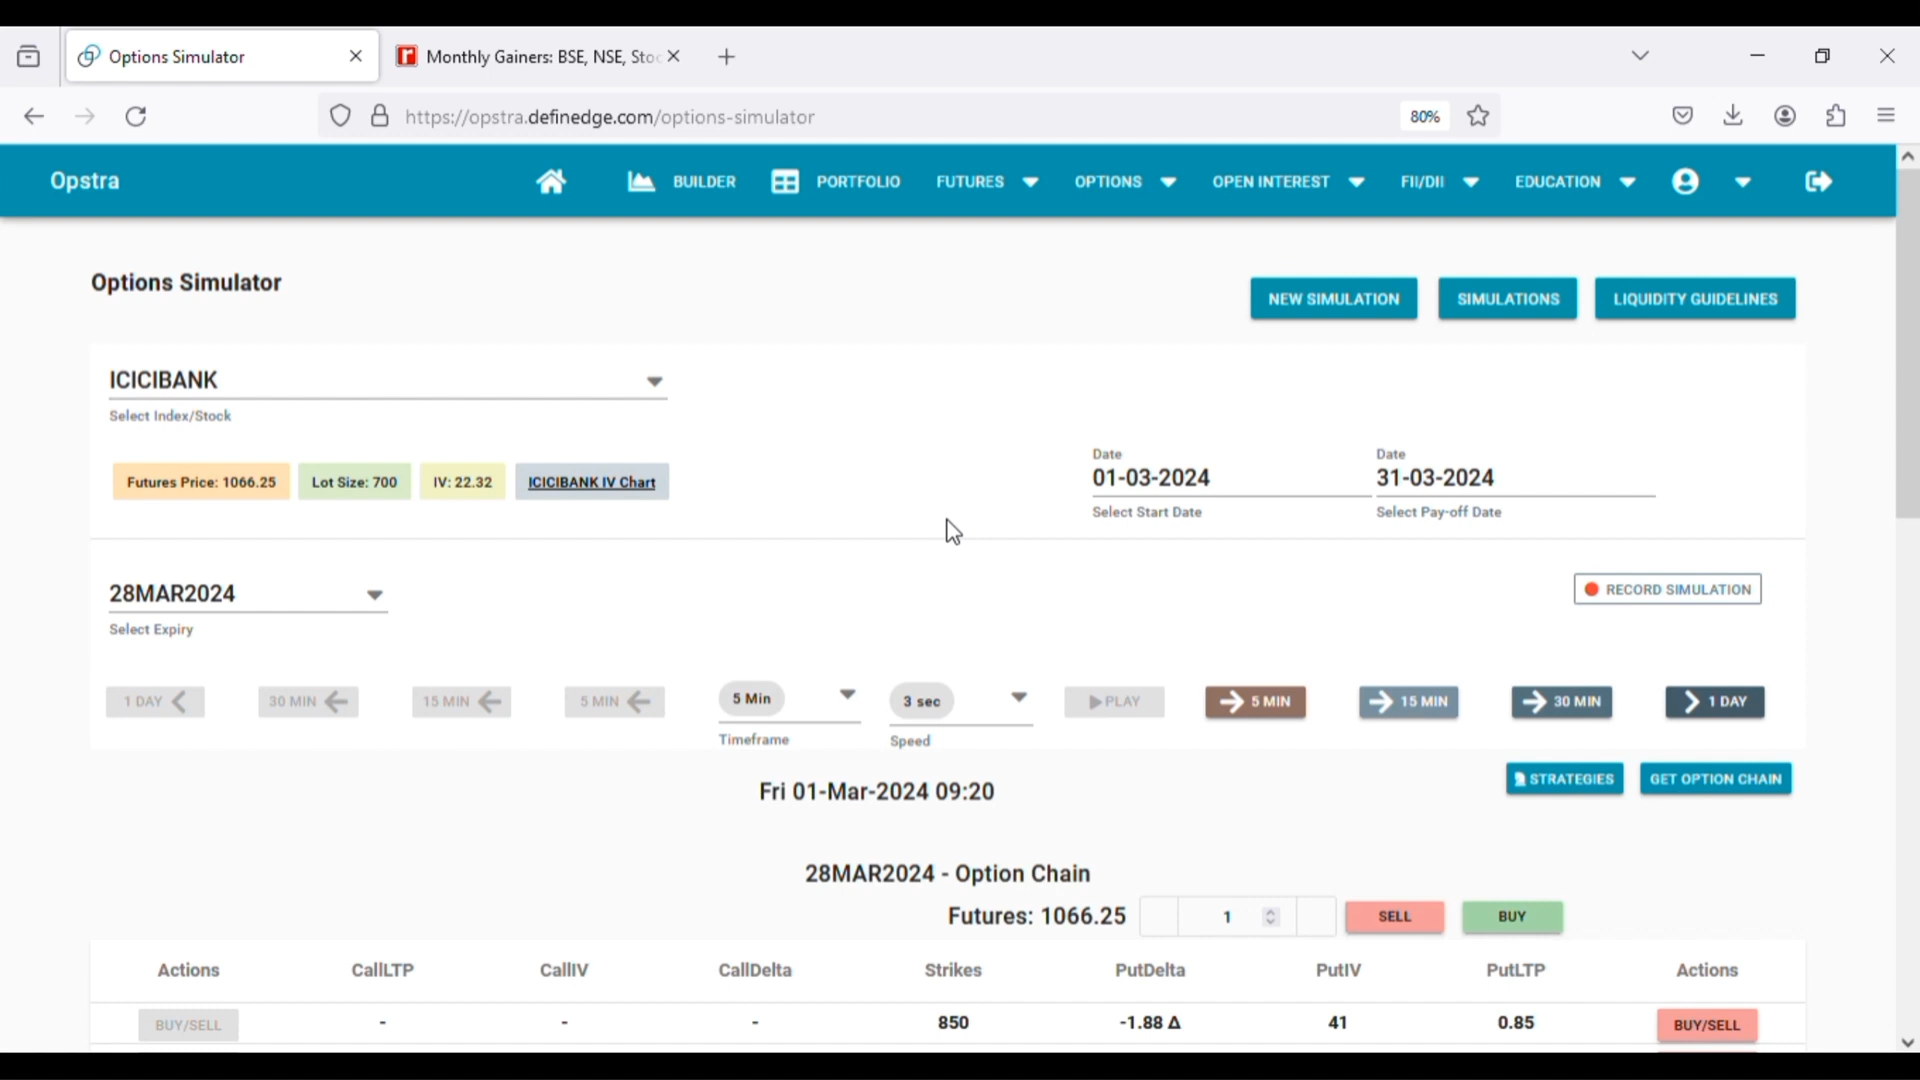 Options Simulator
Monthly Gainers: BSE, NSE, Sto
https://opstra.definedge.com/options-simulator
80%
Opstra
BUILDER
PORTFOLIO
FUTURES
OPTIONS
OPEN INTEREST
FII/DII
EDUCATION
Options Simulator
NEW SIMULATION
SIMULATIONS
LIQUIDITY GUIDELINES
ICICIBANK
Select Index/Stock
Futures Price: 1066.25
Lot Size: 700
IV: 22.32
ICICIBANK IV Chart
Date
01-03-2024
Select Start Date
Date
31-03-2024
Select Pay-off Date
28MAR2024
Select Expiry
RECORD SIMULATION
1 DAY
30 MIN
15 MIN
5 MIN
5 Min
Timeframe
3 sec
Speed
PLAY
5 MIN
15 MIN
30 MIN
1 DAY
Fri 01-Mar-2024 09:20
STRATEGIES
GET OPTION CHAIN
28MAR2024 - Option Chain
Futures: 1066.25
1
SELL
BUY
Actions CallLTP CallIV CallDelta Strikes PutDelta PutIV PutLTP Actions
BUY/SELL - - - 850 -1.88 Δ 41 0.85 BUY/SELL